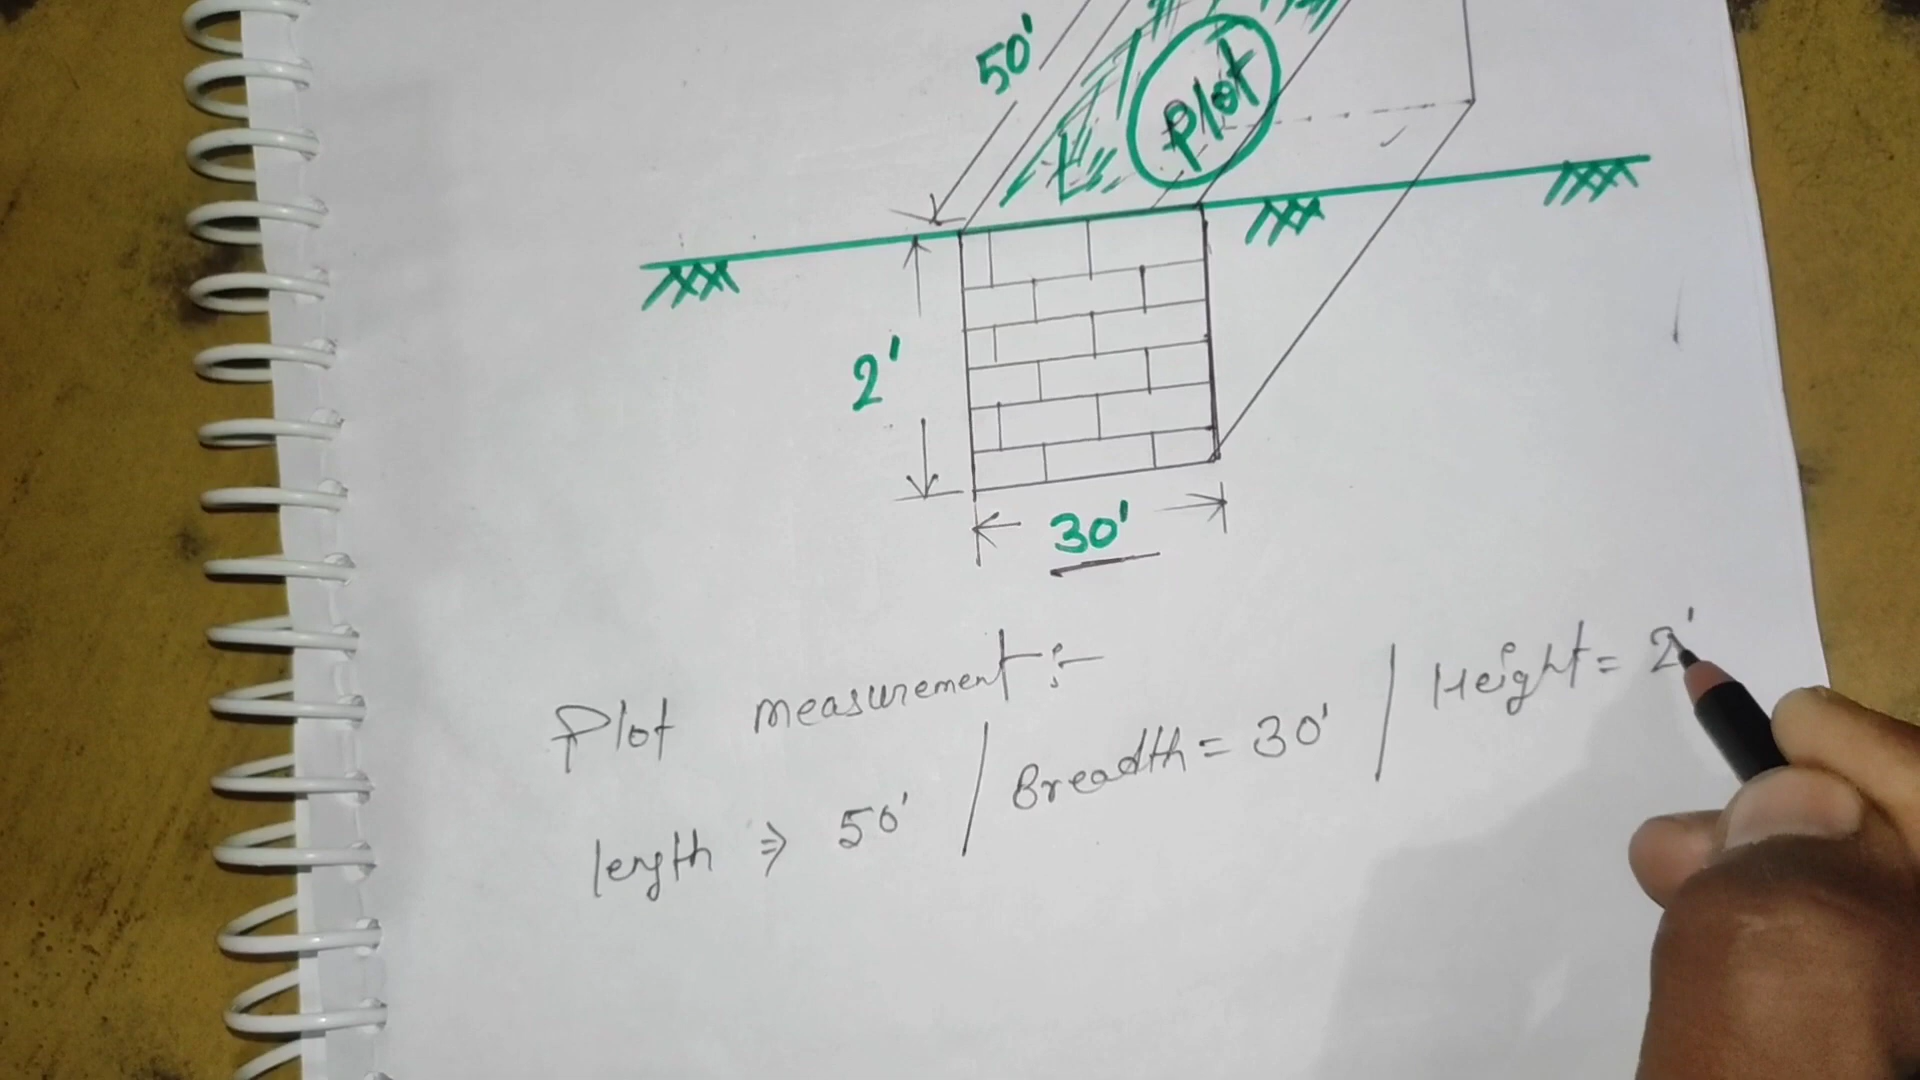 50'
Plot
2'
30'
Plot measurement :-
length ⇒ 50' / Breadth = 30' / Height = 2'